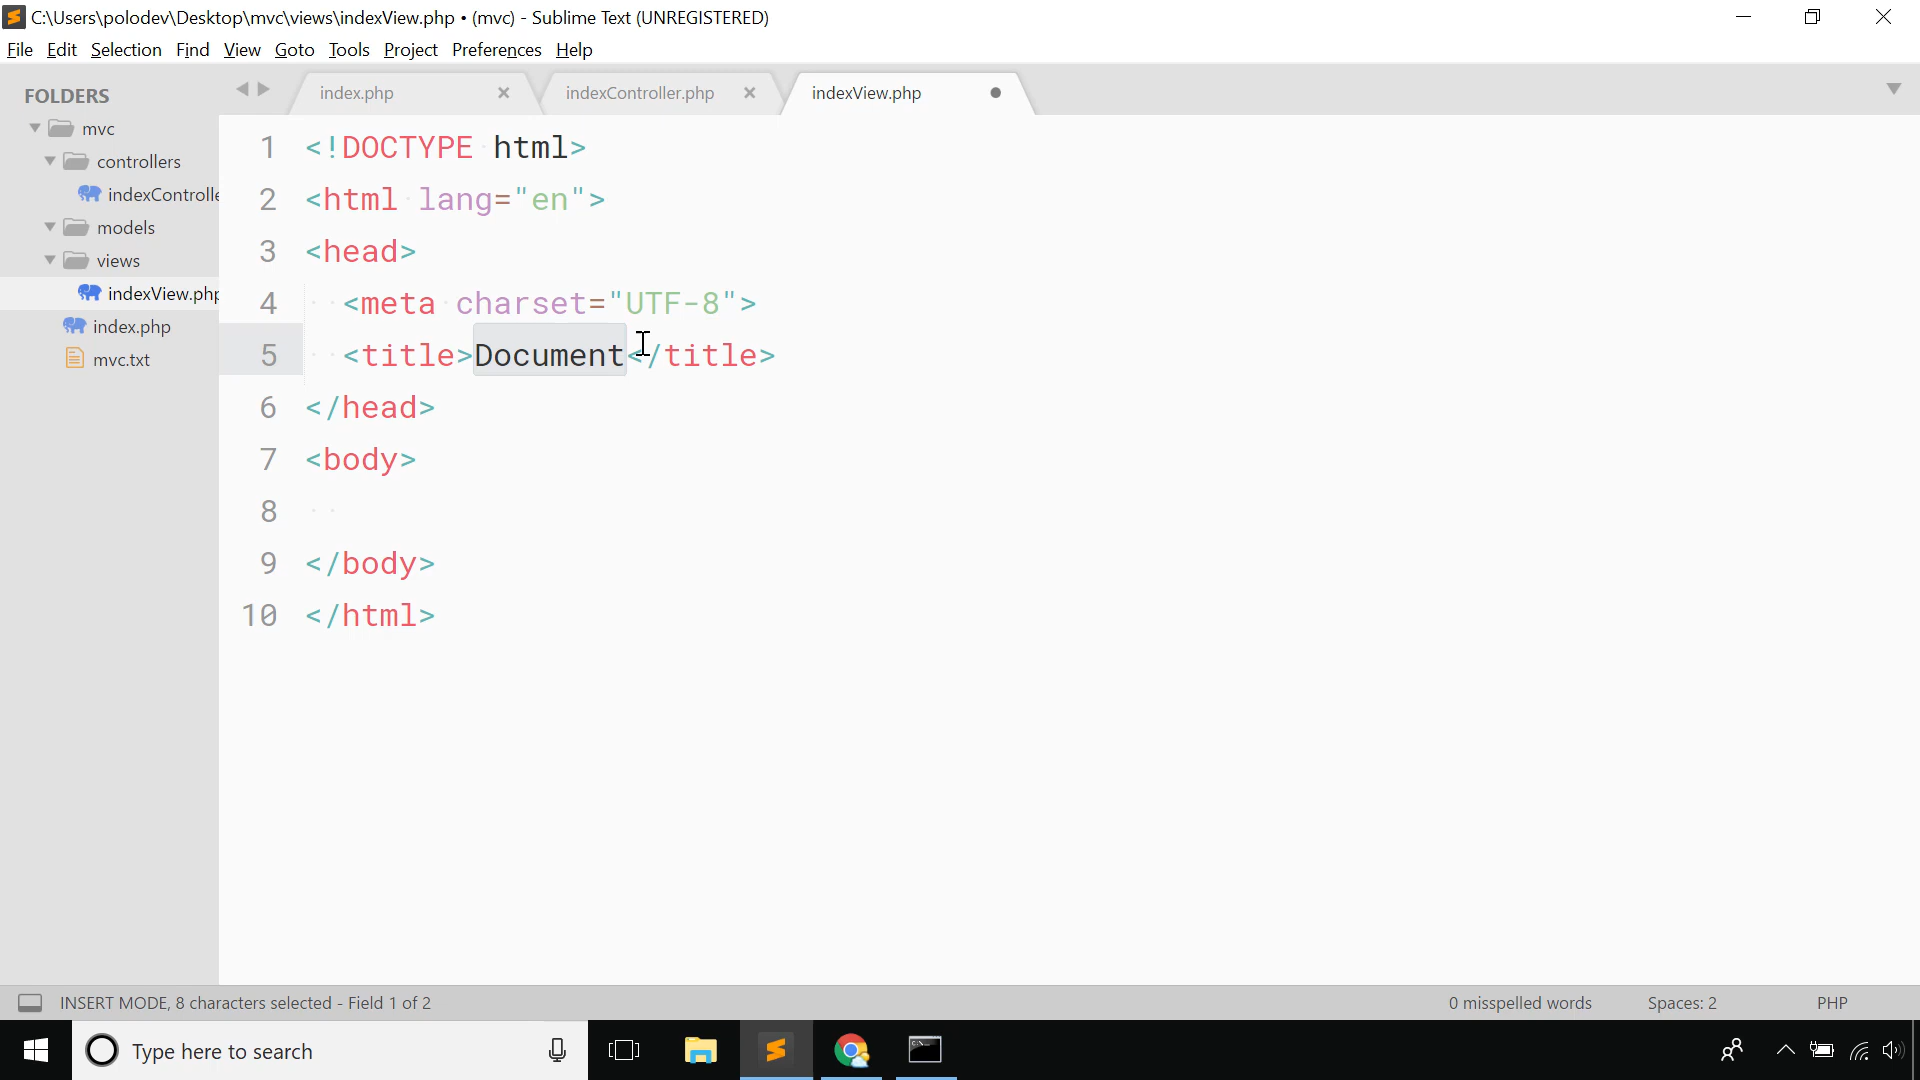 C:\Users\polodev\Desktop\mvc\views\indexView.php • (mvc) - Sublime Text (UNREGISTERED)
File Edit Selection Find View Goto Tools Project Preferences Help
FOLDERS
mvc
controllers
indexControlle
models
views
indexView.php
index.php
mvc.txt
index.php indexController.php indexView.php
1 <!DOCTYPE html>
2 <html lang="en">
3 <head>
4 <meta charset="UTF-8">
5 <title>Document</title>
6 </head>
7 <body>
8
9 </body>
10 </html>
INSERT MODE, 8 characters selected - Field 1 of 2 0 misspelled words Spaces: 2 PHP
Type here to search